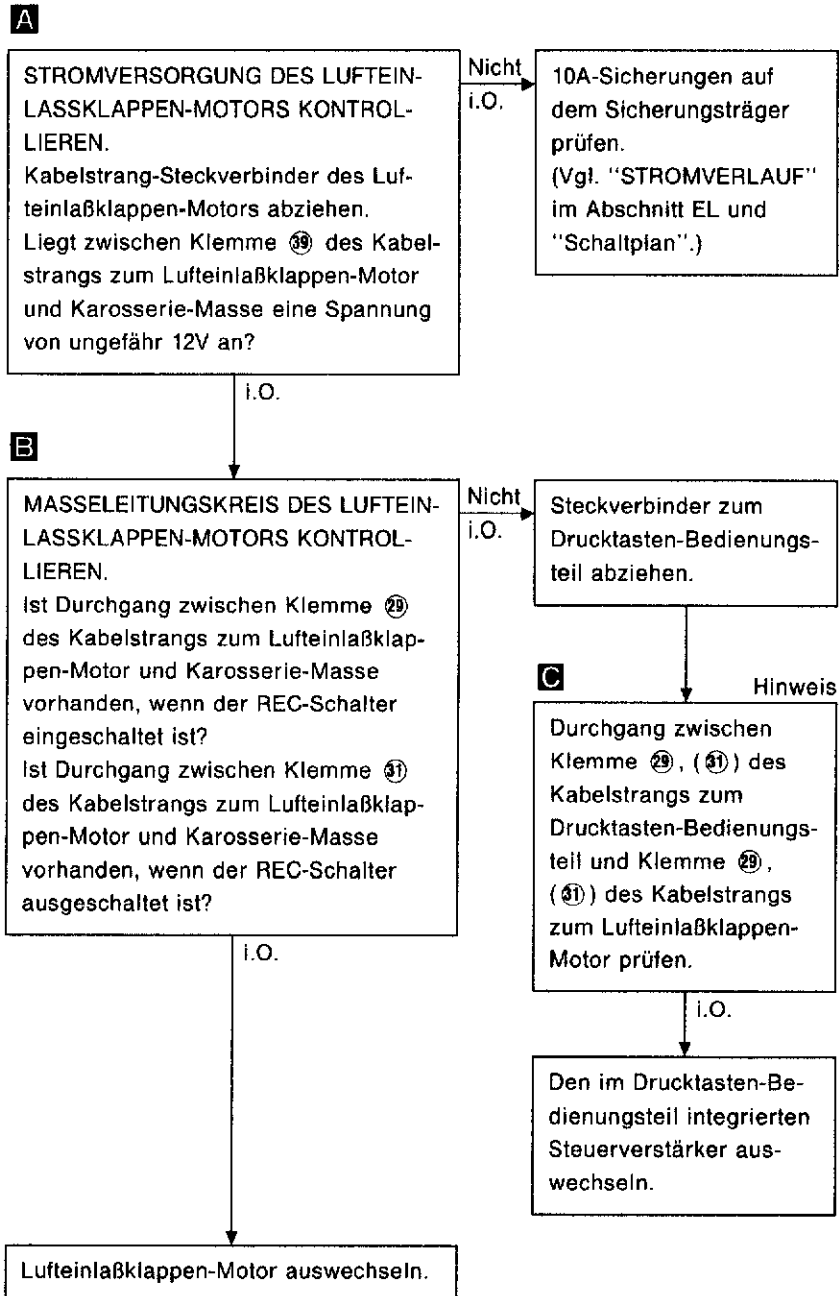 A
STROMVERSORGUNG DES LUFTEIN-
LASSKLAPPEN-MOTORS KONTROL-
LIEREN.
Kabelstrang-Steckverbinder des Luf-
teinlaßklappen-Motors abziehen.
Liegt zwischen Klemme ㊴ des Kabel-
strangs zum Lufteinlaßklappen-Motor
und Karosserie-Masse eine Spannung
von ungefähr 12V an?
Nicht
i.O.
10A-Sicherungen auf
dem Sicherungsträger
prüfen.
(Vgl. "STROMVERLAUF"
im Abschnitt EL und
"Schaltplan".)
i.O.
B
MASSELEITUNGSKREIS DES LUFTEIN-
LASSKLAPPEN-MOTORS KONTROL-
LIEREN.
Ist Durchgang zwischen Klemme ㉙
des Kabelstrangs zum Lufteinlaßklap-
pen-Motor und Karosserie-Masse
vorhanden, wenn der REC-Schalter
eingeschaltet ist?
Ist Durchgang zwischen Klemme ㉛
des Kabelstrangs zum Lufteinlaßklap-
pen-Motor und Karosserie-Masse
vorhanden, wenn der REC-Schalter
ausgeschaltet ist?
Nicht
i.O.
Steckverbinder zum
Drucktasten-Bedienungs-
teil abziehen.
C
Hinweis
Durchgang zwischen
Klemme ㉙, (㉛) des
Kabelstrangs zum
Drucktasten-Bedienungs-
teil und Klemme ㉙,
(㉛) des Kabelstrangs
zum Lufteinlaßklappen-
Motor prüfen.
i.O.
Den im Drucktasten-Be-
dienungsteil integrierten
Steuerverstärker aus-
wechseln.
i.O.
Lufteinlaßklappen-Motor auswechseln.